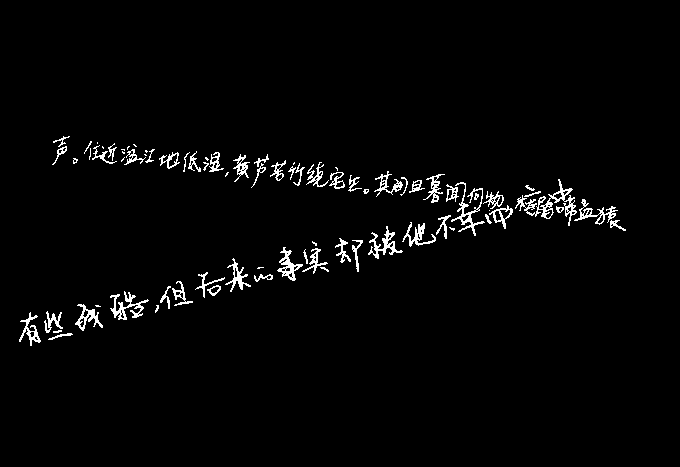 声。住近湓江地低湿,黄芦苦竹绕宅生。其间旦暮闻何物,杜鹃啼血猿
有些残酷,但后来的事实却被他不幸而